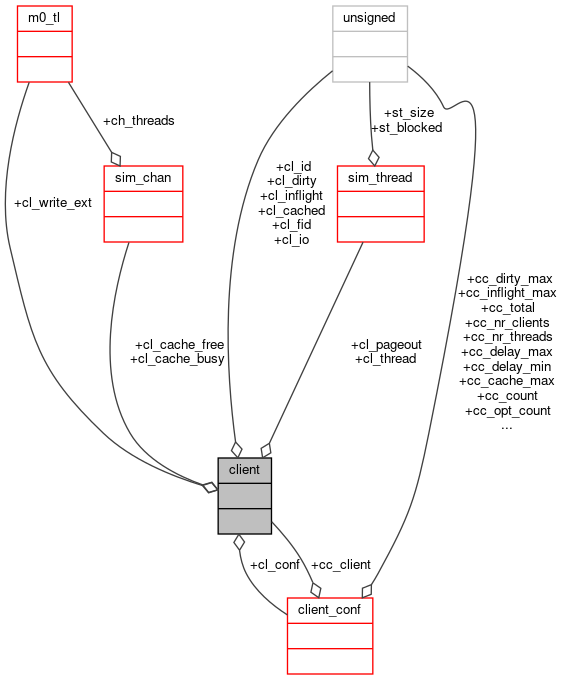 m0_tl
unsigned
+ch_threads
+st_size
+st_blocked
sim_chan
sim_thread
+cl_write_ext
+cl_id
+cl_dirty
+cl_inflight
+cl_cached
+cl_fid
+cl_io
+cl_cache_free
+cl_cache_busy
+cl_pageout
+cl_thread
+cc_dirty_max
+cc_inflight_max
+cc_total
+cc_nr_clients
+cc_nr_threads
+cc_delay_max
+cc_delay_min
+cc_cache_max
+cc_count
+cc_opt_count
...
client
+cl_conf
+cc_client
client_conf